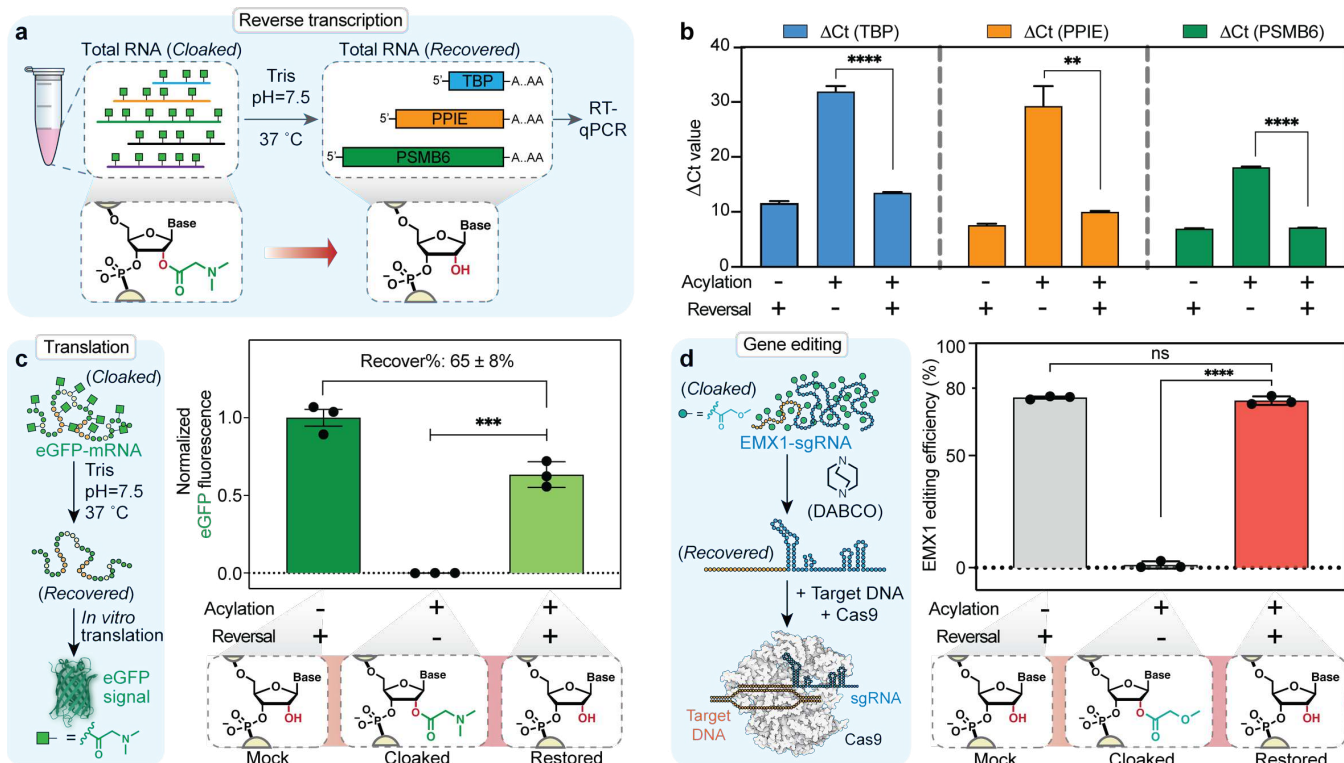 a
Reverse transcription
Total RNA (Cloaked)
Total RNA (Recovered)
Tris
pH=7.5
37 ˚C
5'
TBP
A..AA
5'
PPIE
A..AA
5'
PSMB6
A..AA
RT-
qPCR
O
Base
O
O
O
P
O
O
N
O⁻
O
Base
O
O
OH
P
O
O⁻
b
ΔCt (TBP)
ΔCt (PPIE)
ΔCt (PSMB6)
ΔCt value
40
30
20
10
0
****
**
****
Acylation - + + - + + - + +
Reversal + - + + - + + - +
c
Translation
(Cloaked)
eGFP-mRNA
Tris
pH=7.5
37 ˚C
(Recovered)
In vitro
translation
eGFP
signal
= O N
Normalized
eGFP fluorescence
1.0
0.5
0.0
Recover%: 65 ± 8%
***
Acylation - + +
Reversal + - +
O Base O O OH P O O⁻
O Base O O O P O O⁻ O N
O Base O O OH P O O⁻
Mock
Cloaked
Restored
d
Gene editing
(Cloaked)
= O O
EMX1-sgRNA
N
N
(DABCO)
(Recovered)
+ Target DNA
+ Cas9
sgRNA
Target
DNA
Cas9
EMX1 editing efficiency (%)
100
80
50
0
ns
****
Acylation - + +
Reversal + - +
O Base O O OH P O O⁻
O Base O O O P O O⁻ O O
O Base O O OH P O O⁻
Mock
Cloaked
Restored